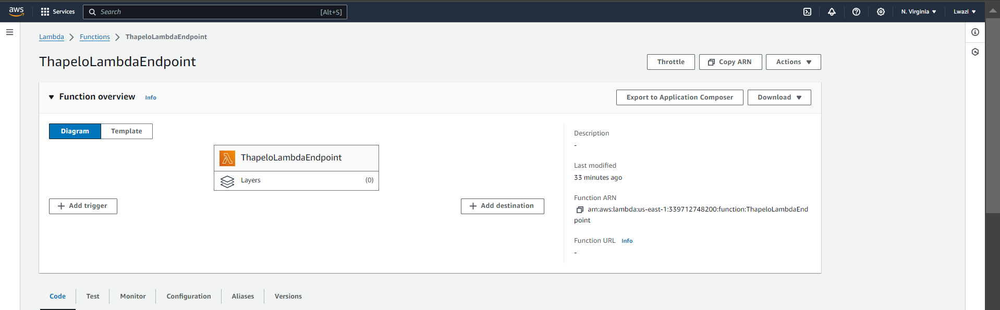 aws Services Search [Alt+S] N. Virginia Lwazi
Lambda Functions ThapeloLambdaEndpoint
ThapeloLambdaEndpoint
Throttle Copy ARN Actions
Function overview Info
Export to Application Composer Download
Diagram Template
ThapeloLambdaEndpoint
Layers (0)
+ Add trigger
+ Add destination
Description
-
Last modified
33 minutes ago
Function ARN
arn:aws:lambda:us-east-1:339712748200:function:ThapeloLambdaEnd
point
Function URL Info
-
Code Test Monitor Configuration Aliases Versions